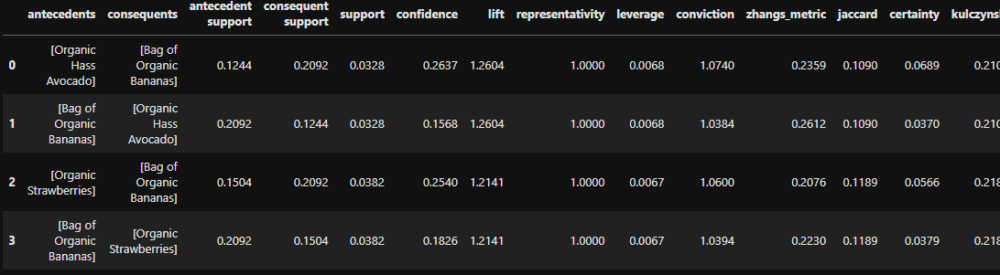 antecedents consequents antecedent support consequent support support confidence lift representativity leverage conviction zhangs_metric jaccard certainty kulczyns
0 [Organic Hass Avocado] [Bag of Organic Bananas] 0.1244 0.2092 0.0328 0.2637 1.2604 1.0000 0.0068 1.0740 0.2359 0.1090 0.0689 0.210
1 [Bag of Organic Bananas] [Organic Hass Avocado] 0.2092 0.1244 0.0328 0.1568 1.2604 1.0000 0.0068 1.0384 0.2612 0.1090 0.0370 0.210
2 [Organic Strawberries] [Bag of Organic Bananas] 0.1504 0.2092 0.0382 0.2540 1.2141 1.0000 0.0067 1.0600 0.2076 0.1189 0.0566 0.218
3 [Bag of Organic Bananas] [Organic Strawberries] 0.2092 0.1504 0.0382 0.1826 1.2141 1.0000 0.0067 1.0394 0.2230 0.1189 0.0379 0.218